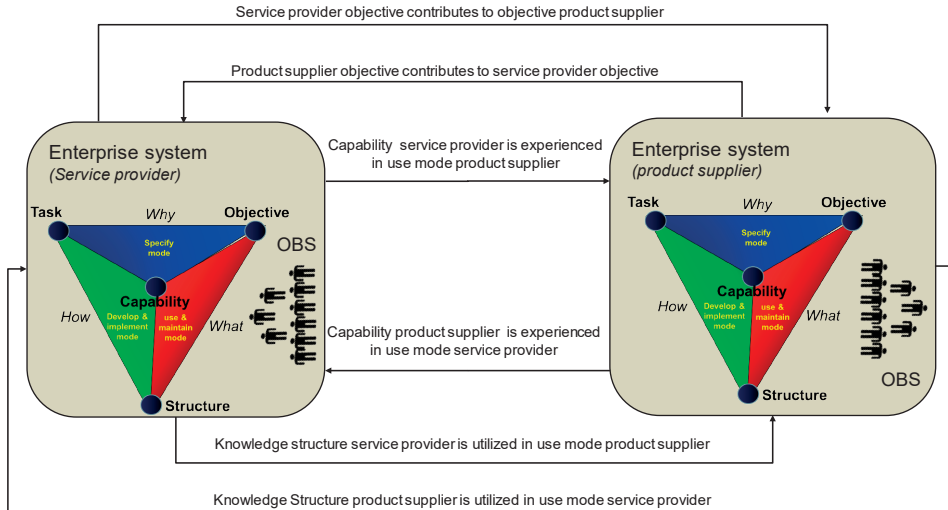 Service provider objective contributes to objective product supplier
Product supplier objective contributes to service provider objective
Enterprise system
(Service provider)
Task
Why
Objective
Specify
mode
OBS
Capability
How
Develop &
implement
mode
use &
maintain
mode
What
Structure
Capability service provider is experienced
in use mode product supplier
Capability product supplier is experienced
in use mode service provider
Enterprise system
(product supplier)
Task
Why
Objective
Specify
mode
Capability
How
Develop &
implement
mode
use &
maintain
mode
What
OBS
Structure
Knowledge structure service provider is utilized in use mode product supplier
Knowledge Structure product supplier is utilized in use mode service provider